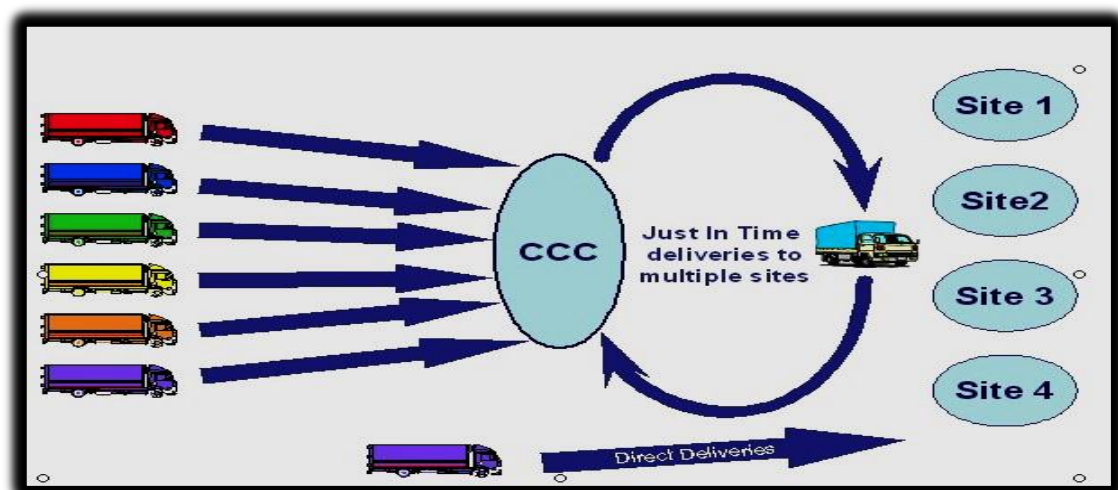 Site 1
Site2
CCC
Just In Time
deliveries to
multiple sites
Site 3
Site 4
Direct Deliveries